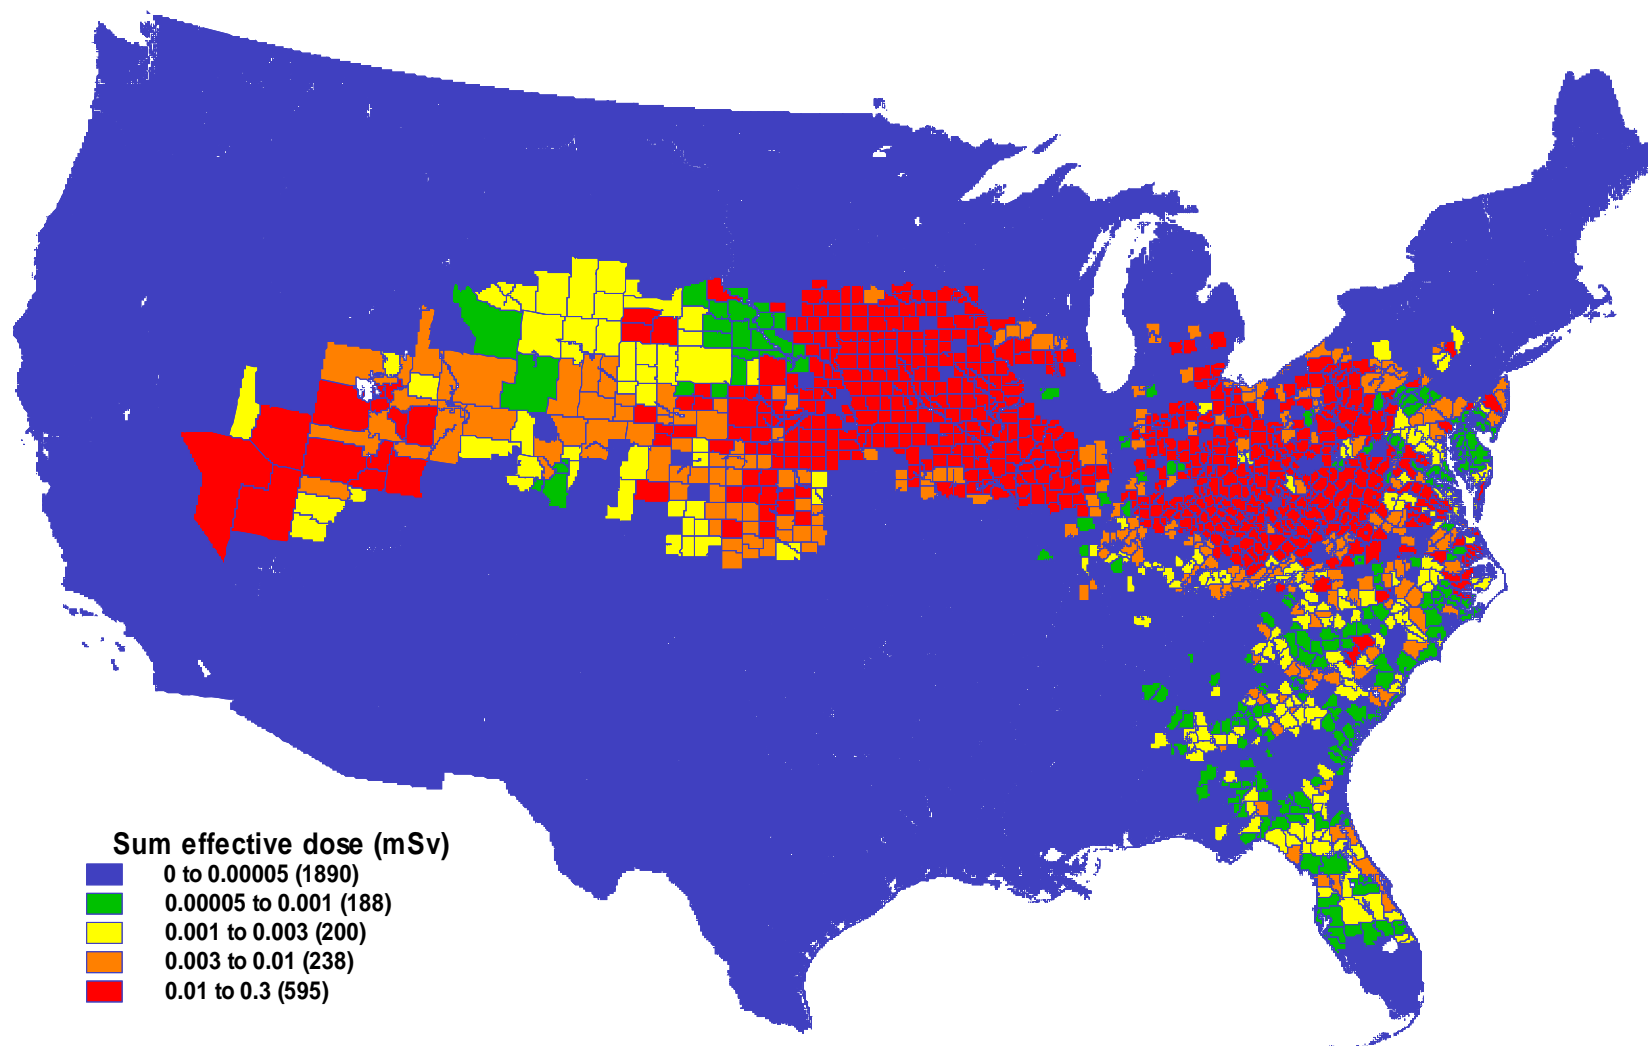 Sum effective dose (mSv)
0 to 0.00005 (1890)
0.00005 to 0.001 (188)
0.001 to 0.003 (200)
0.003 to 0.01 (238)
0.01 to 0.3 (595)